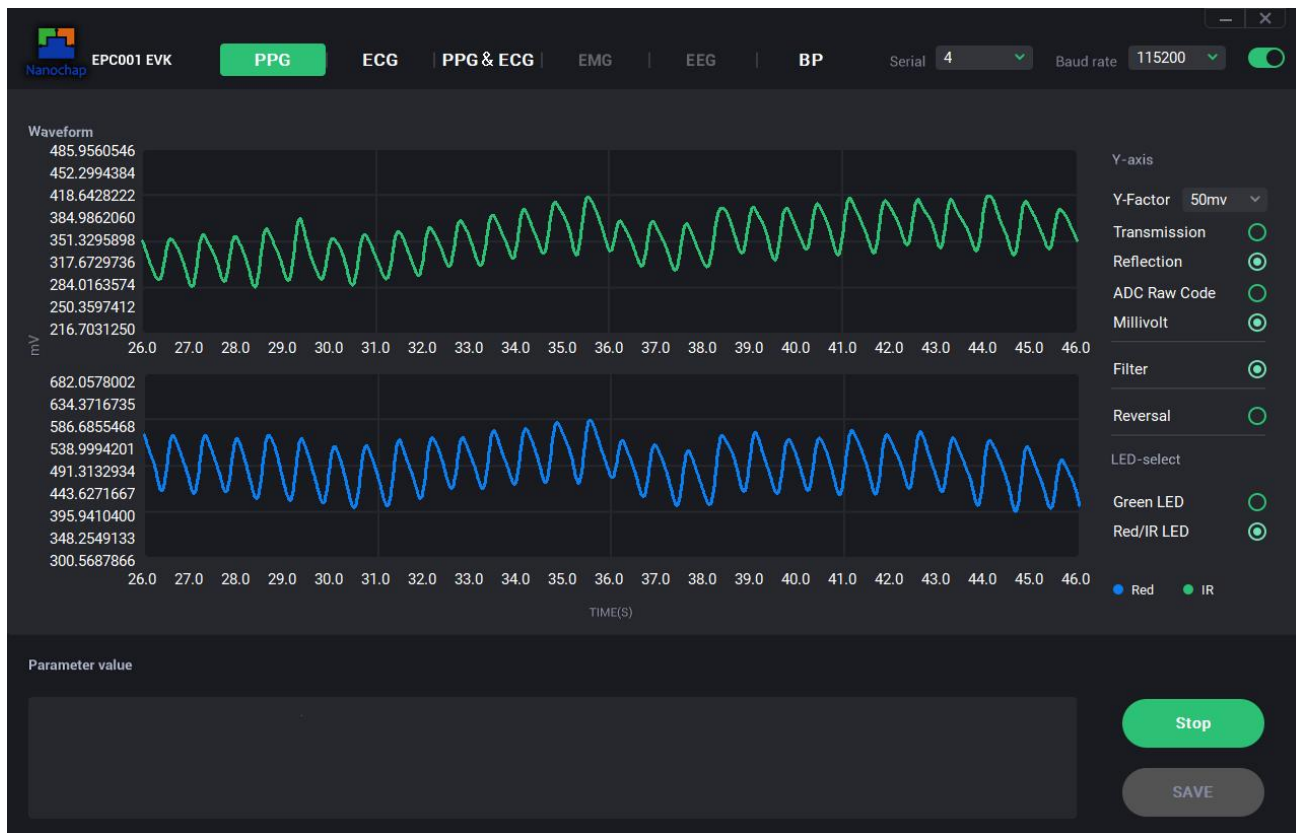 Nanochap
EPC001 EVK
PPG
ECG
PPG & ECG
EMG
EEG
BP
Serial 4
Baud rate 115200
Waveform
485.9560546
452.2994384
418.6428222
384.9862060
351.3295898
317.6729736
284.0163574
250.3597412
216.7031250
mV
26.0 27.0 28.0 29.0 30.0 31.0 32.0 33.0 34.0 35.0 36.0 37.0 38.0 39.0 40.0 41.0 42.0 43.0 44.0 45.0 46.0
682.0578002
634.3716735
586.6855468
538.9994201
491.3132934
443.6271667
395.9410400
348.2549133
300.5687866
26.0 27.0 28.0 29.0 30.0 31.0 32.0 33.0 34.0 35.0 36.0 37.0 38.0 39.0 40.0 41.0 42.0 43.0 44.0 45.0 46.0
TIME(S)
Y-axis
Y-Factor 50mv
Transmission
Reflection
ADC Raw Code
Millivolt
Filter
Reversal
LED-select
Green LED
Red/IR LED
Red IR
Parameter value
Stop
SAVE